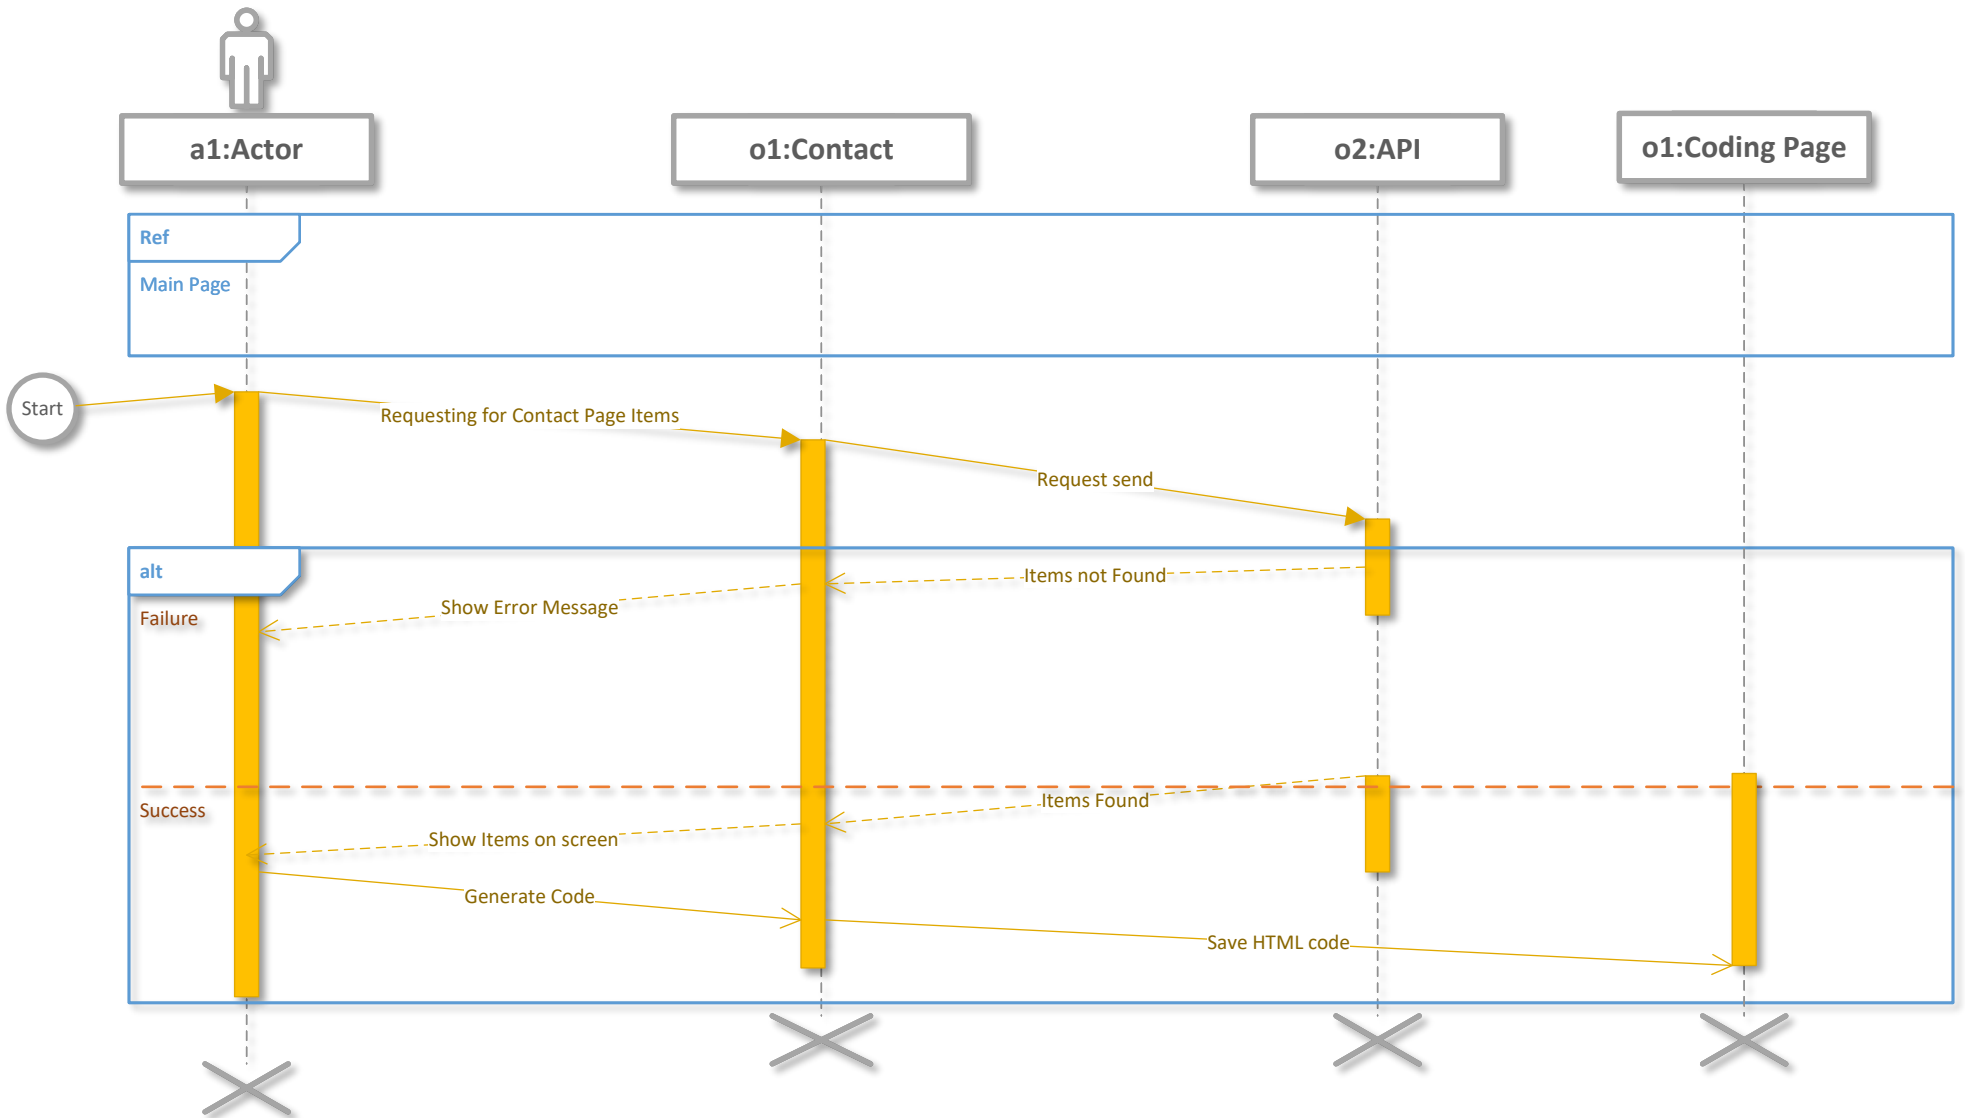 a1:Actor
o1:Contact
o2:API
o1:Coding Page
Ref
Main Page
Start
Requesting for Contact Page Items
Request send
alt
Items not Found
Show Error Message
Failure
Items Found
Success
Show Items on screen
Generate Code
Save HTML code